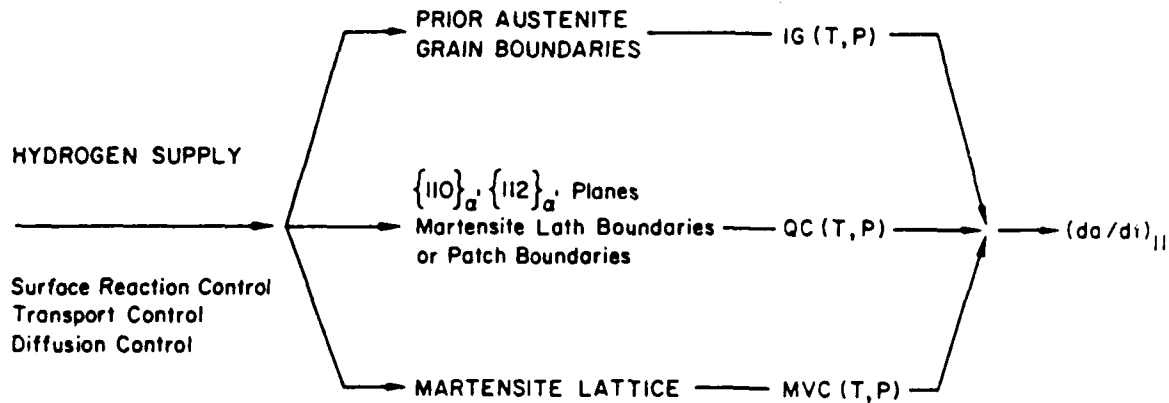 PRIOR AUSTENITE
GRAIN BOUNDARIES
IG (T, P)
HYDROGEN SUPPLY
{110}α' {112}α' Planes
Martensite Lath Boundaries
or Patch Boundaries
QC (T, P)
(da/dt)II
Surface Reaction Control
Transport Control
Diffusion Control
MARTENSITE LATTICE
MVC (T, P)